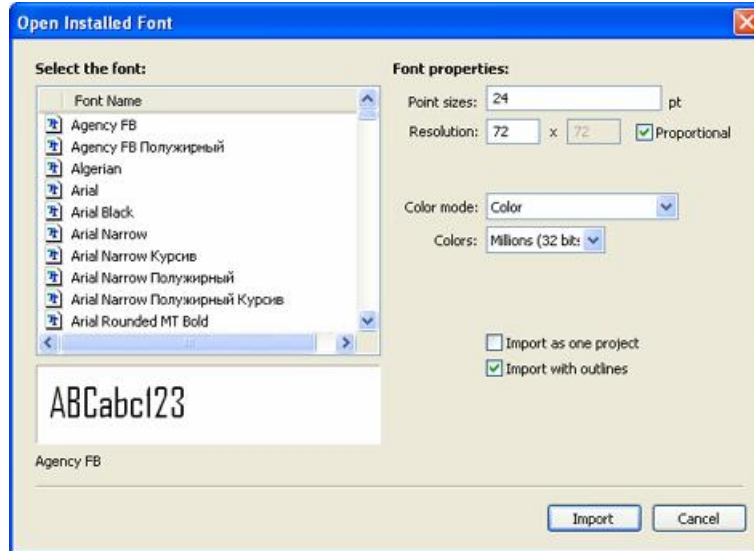 Open Installed Font
Select the font:
Font Name
Agency FB
Agency FB Полужирный
Algerian
Arial
Arial Black
Arial Narrow
Arial Narrow Курсив
Arial Narrow Полужирный
Arial Narrow Полужирный Курсив
Arial Rounded MT Bold
ABCabc123
Agency FB
Font properties:
Point sizes: 24 pt
Resolution: 72 x 72 Proportional
Color mode: Color
Colors: Millions (32 bits
Import as one project
Import with outlines
Import Cancel